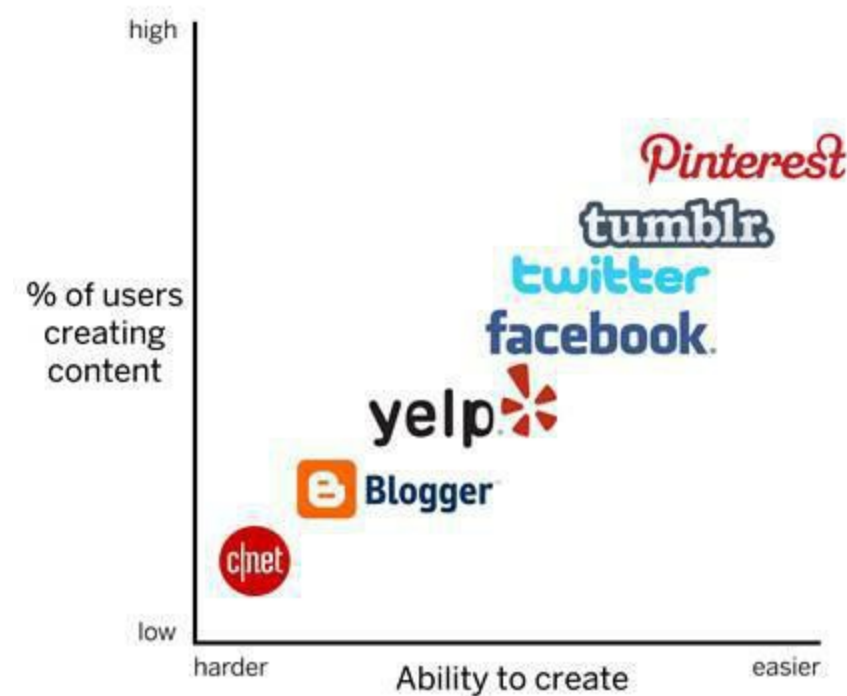 high
Pinterest
tumblr.
twitter
% of users
creating
content
facebook
yelp
Blogger
c|net
low
harder
Ability to create
easier